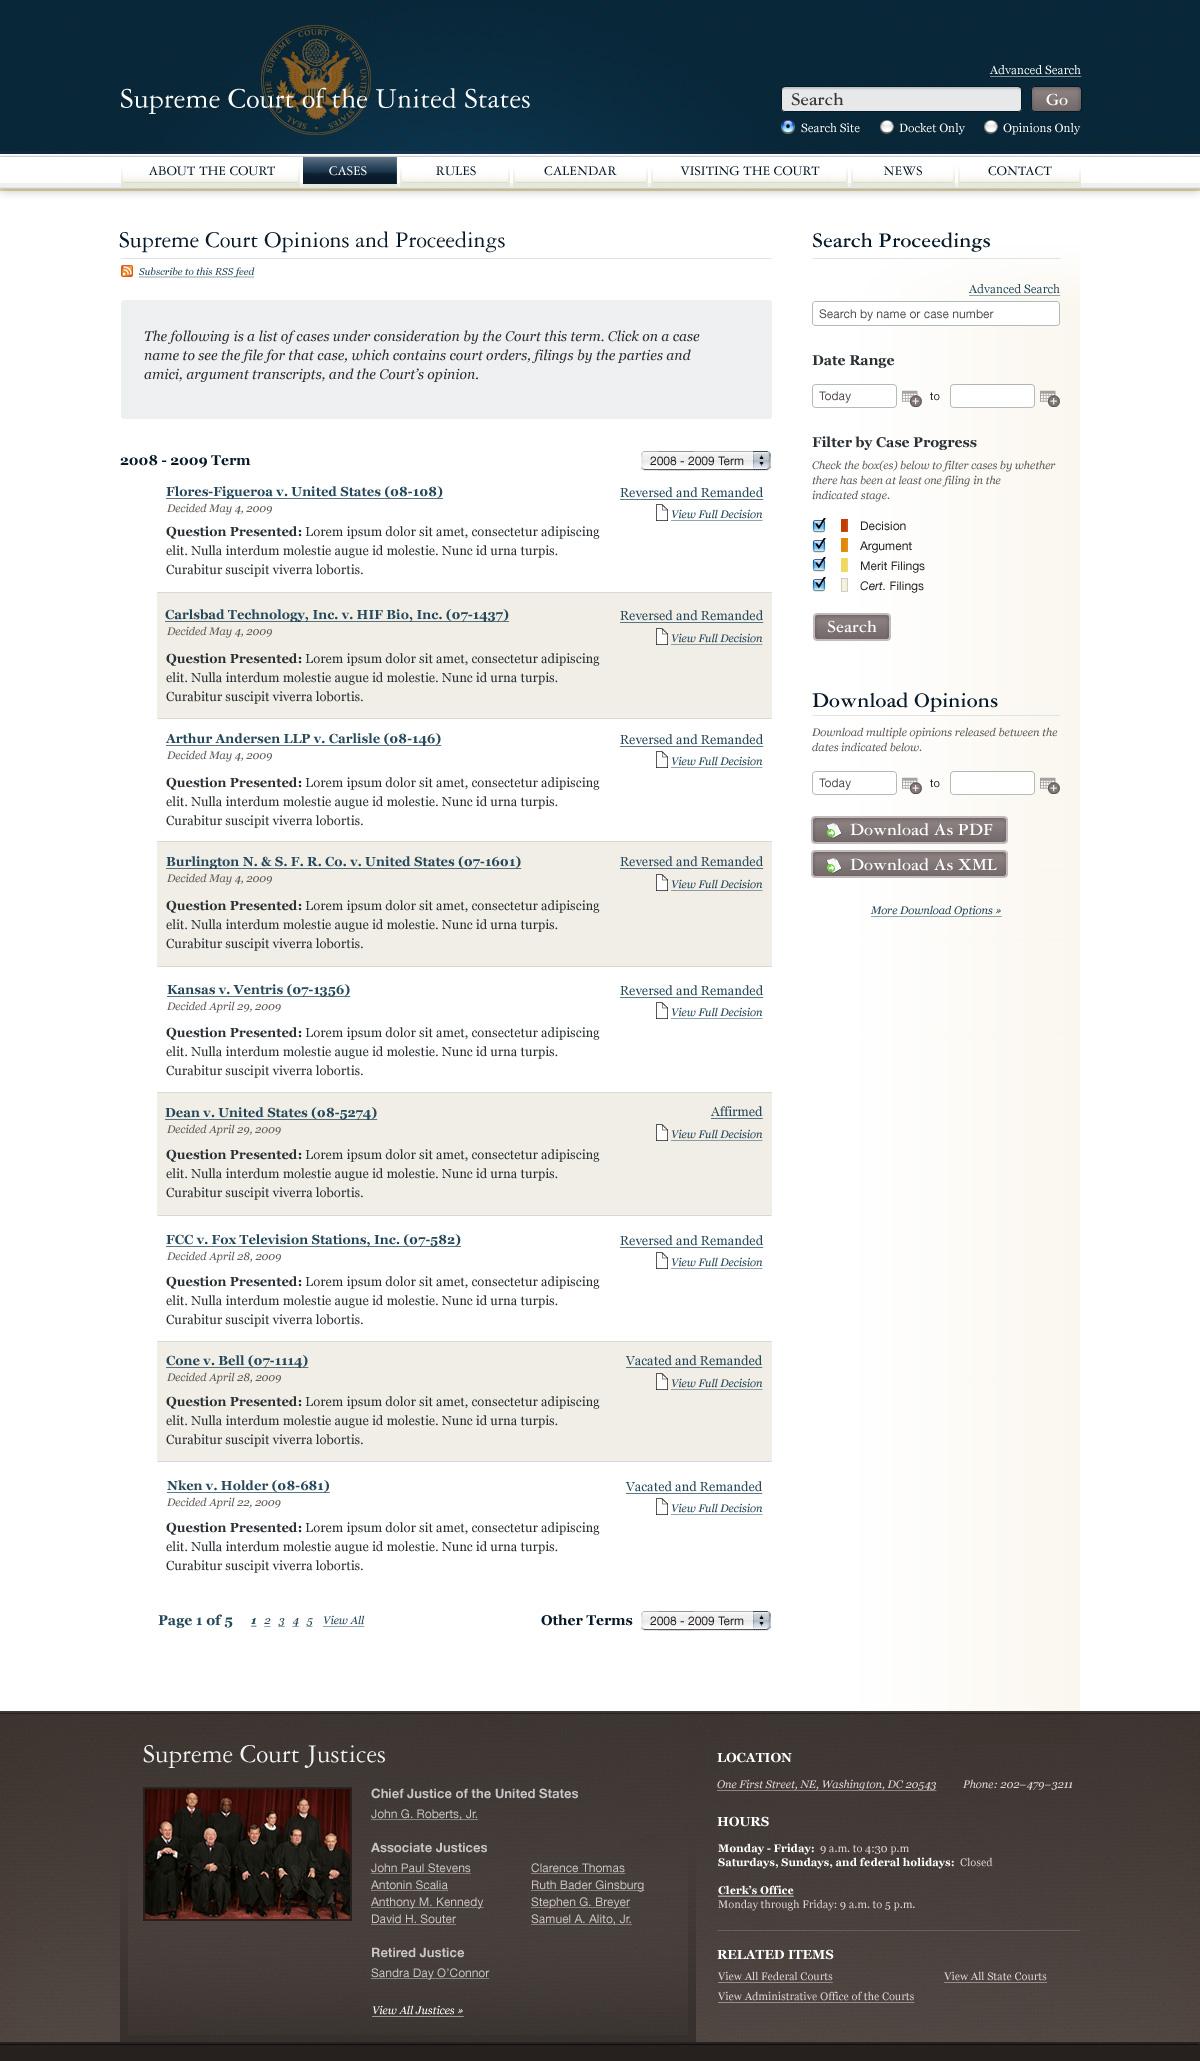 Supreme Court of the United States
Advanced Search
Search
Go
Search Site
Docket Only
Opinions Only
ABOUT THE COURT
CASES
RULES
CALENDAR
VISITING THE COURT
NEWS
CONTACT
Supreme Court Opinions and Proceedings
Subscribe to this RSS feed
The following is a list of cases under consideration by the Court this term. Click on a case
name to see the file for that case, which contains court orders, filings by the parties and
amici, argument transcripts, and the Court's opinion.
2008 - 2009 Term
2008 - 2009 Term
Flores-Figueroa v. United States (08-108)
Reversed and Remanded
Decided May 4, 2009
View Full Decision
Question Presented: Lorem ipsum dolor sit amet, consectetur adipiscing
elit. Nulla interdum molestie augue id molestie. Nunc id urna turpis.
Curabitur suscipit viverra lobortis.
Carlsbad Technology, Inc. v. HIF Bio, Inc. (07-1437)
Reversed and Remanded
Decided May 4, 2009
View Full Decision
Question Presented: Lorem ipsum dolor sit amet, consectetur adipiscing
elit. Nulla interdum molestie augue id molestie. Nunc id urna turpis.
Curabitur suscipit viverra lobortis.
Arthur Andersen LLP v. Carlisle (08-146)
Reversed and Remanded
Decided May 4, 2009
View Full Decision
Question Presented: Lorem ipsum dolor sit amet, consectetur adipiscing
elit. Nulla interdum molestie augue id molestie. Nunc id urna turpis.
Curabitur suscipit viverra lobortis.
Burlington N. & S. F. R. Co. v. United States (07-1601)
Reversed and Remanded
Decided May 4, 2009
View Full Decision
Question Presented: Lorem ipsum dolor sit amet, consectetur adipiscing
elit. Nulla interdum molestie augue id molestie. Nunc id urna turpis.
Curabitur suscipit viverra lobortis.
Kansas v. Ventris (07-1356)
Reversed and Remanded
Decided April 29, 2009
View Full Decision
Question Presented: Lorem ipsum dolor sit amet, consectetur adipiscing
elit. Nulla interdum molestie augue id molestie. Nunc id urna turpis.
Curabitur suscipit viverra lobortis.
Dean v. United States (08-5274)
Affirmed
Decided April 29, 2009
View Full Decision
Question Presented: Lorem ipsum dolor sit amet, consectetur adipiscing
elit. Nulla interdum molestie augue id molestie. Nunc id urna turpis.
Curabitur suscipit viverra lobortis.
FCC v. Fox Television Stations, Inc. (07-582)
Reversed and Remanded
Decided April 28, 2009
View Full Decision
Question Presented: Lorem ipsum dolor sit amet, consectetur adipiscing
elit. Nulla interdum molestie augue id molestie. Nunc id urna turpis.
Curabitur suscipit viverra lobortis.
Cone v. Bell (07-1114)
Vacated and Remanded
Decided April 28, 2009
View Full Decision
Question Presented: Lorem ipsum dolor sit amet, consectetur adipiscing
elit. Nulla interdum molestie augue id molestie. Nunc id urna turpis.
Curabitur suscipit viverra lobortis.
Nken v. Holder (08-681)
Vacated and Remanded
Decided April 22, 2009
View Full Decision
Question Presented: Lorem ipsum dolor sit amet, consectetur adipiscing
elit. Nulla interdum molestie augue id molestie. Nunc id urna turpis.
Curabitur suscipit viverra lobortis.
Page 1 of 5 1 2 3 4 5 View All
Other Terms
2008 - 2009 Term
Search Proceedings
Advanced Search
Search by name or case number
Date Range
Today
to
Filter by Case Progress
Check the box(es) below to filter cases by whether
there has been at least one filing in the
indicated stage.
Decision
Argument
Merit Filings
Cert. Filings
Search
Download Opinions
Download multiple opinions released between the
dates indicated below.
Today
to
Download As PDF
Download As XML
More Download Options »
Supreme Court Justices
Chief Justice of the United States
John G. Roberts, Jr.
Associate Justices
John Paul Stevens
Clarence Thomas
Antonin Scalia
Ruth Bader Ginsburg
Anthony M. Kennedy
Stephen G. Breyer
David H. Souter
Samuel A. Alito, Jr.
Retired Justice
Sandra Day O'Connor
View All Justices »
LOCATION
One First Street, NE, Washington, DC 20543
Phone: 202–479–3211
HOURS
Monday - Friday: 9 a.m. to 4:30 p.m
Saturdays, Sundays, and federal holidays: Closed
Clerk's Office
Monday through Friday: 9 a.m. to 5 p.m.
RELATED ITEMS
View All Federal Courts
View All State Courts
View Administrative Office of the Courts